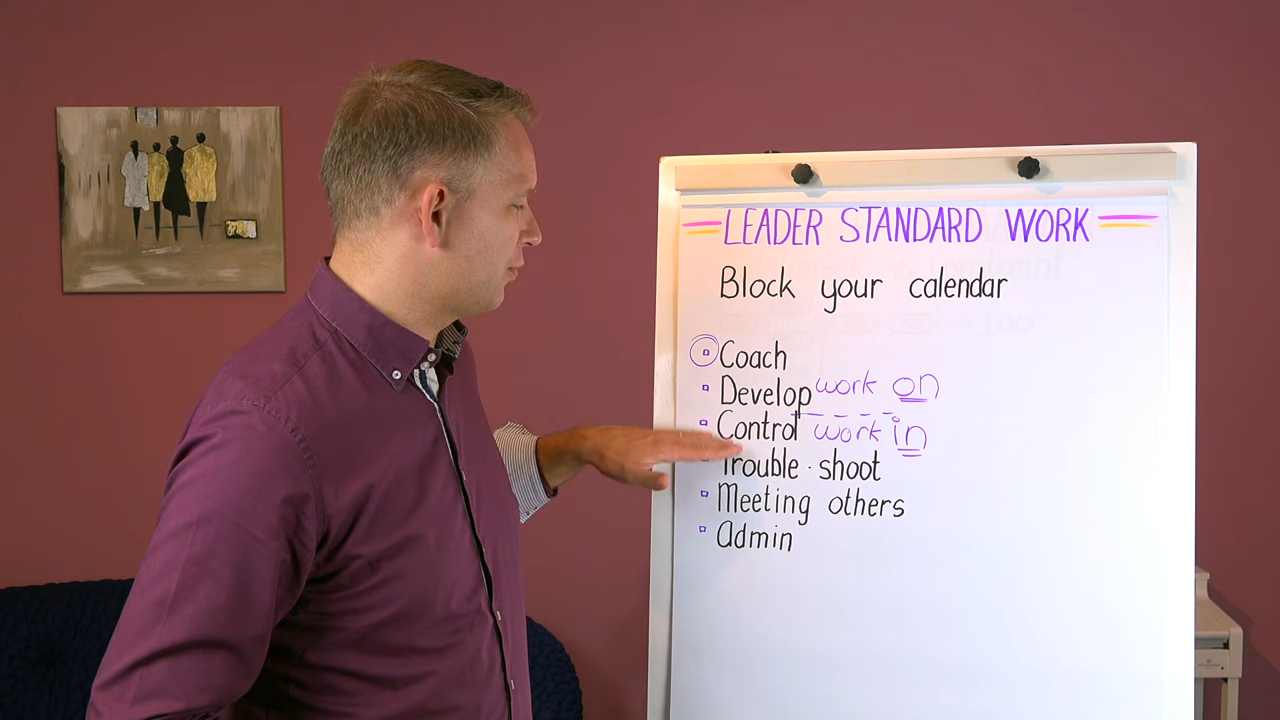 LEADER STANDARD WORK
Block your calendar
Coach
Develop work on
Control work in
Trouble-shoot
Meeting others
Admin